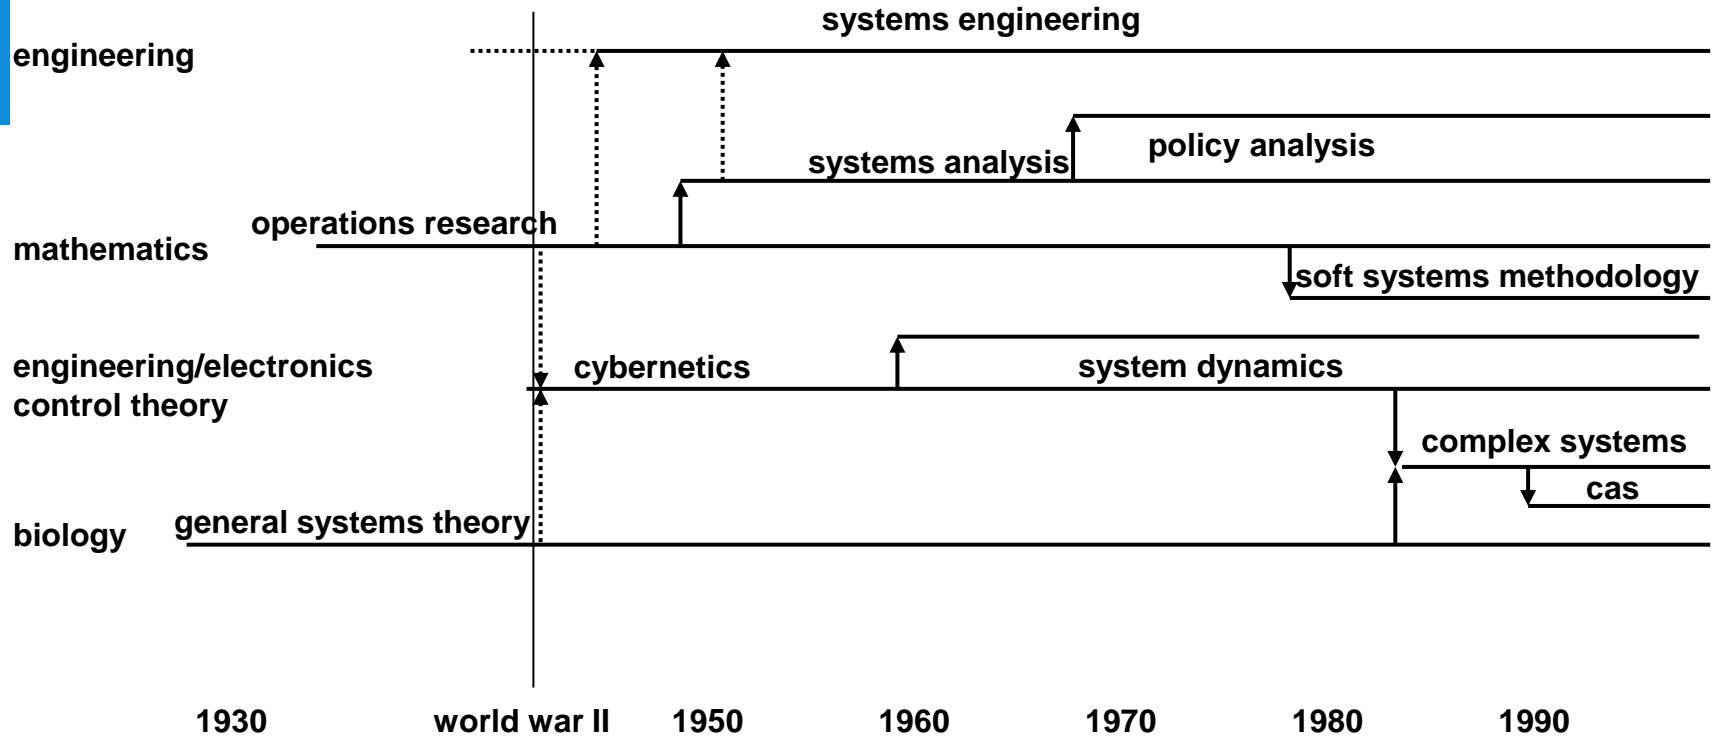 systems engineering
engineering
policy analysis
systems analysis
operations research
mathematics
soft systems methodology
engineering/electronics
control theory
cybernetics
system dynamics
complex systems
cas
general systems theory
biology
1930
world war II
1950
1960
1970
1980
1990